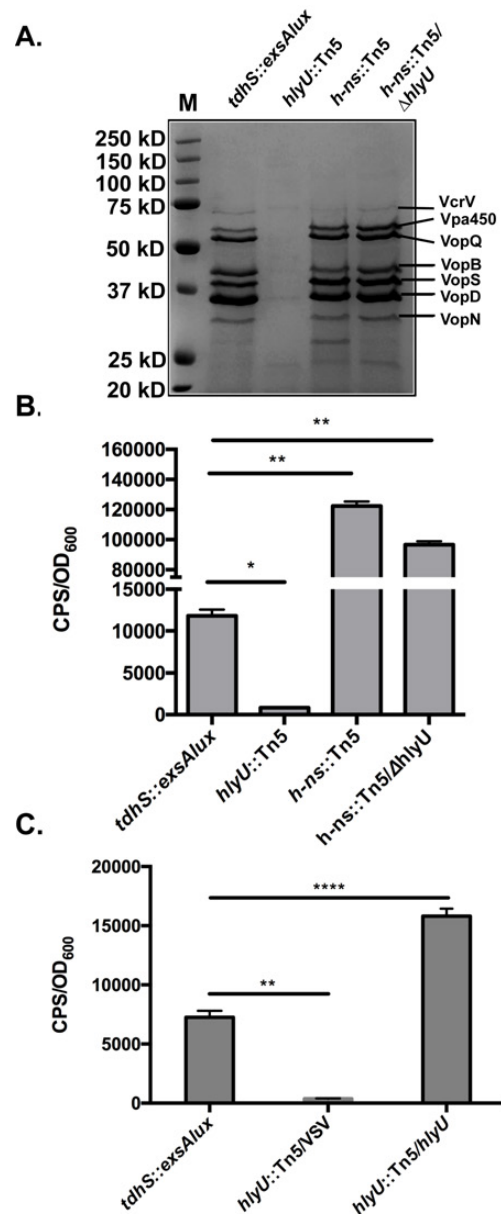 A.
M
tdhS::exsAlux
hlyU::Tn5
h-ns::Tn5
h-ns::Tn5/
ΔhlyU
250 kD
150 kD
100 kD
75 kD
50 kD
37 kD
25 kD
20 kD
VcrV
Vpa450
VopQ
VopB
VopS
VopD
VopN
B.
CPS/OD600
160000
140000
120000
100000
80000
15000
10000
5000
0
*
**
**
tdhS::exsAlux
hlyU::Tn5
h-ns::Tn5
h-ns::Tn5/ΔhlyU
C.
CPS/OD600
20000
15000
10000
5000
0
**
****
tdhS::exsAlux
hlyU::Tn5/VSV
hlyU::Tn5/hlyU